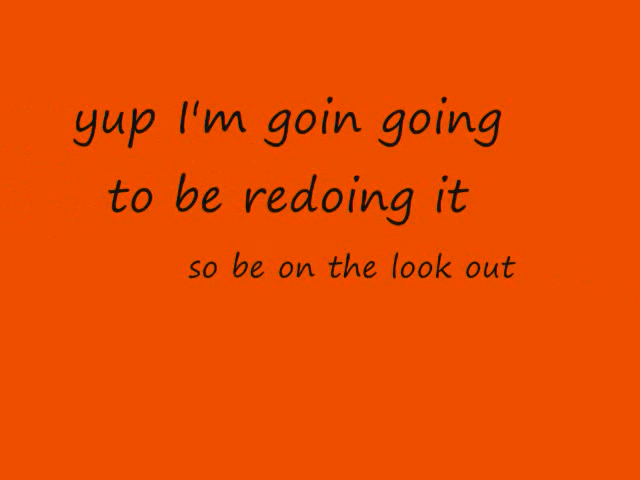 yup I'm goin going
to be redoing it
so be on the look out